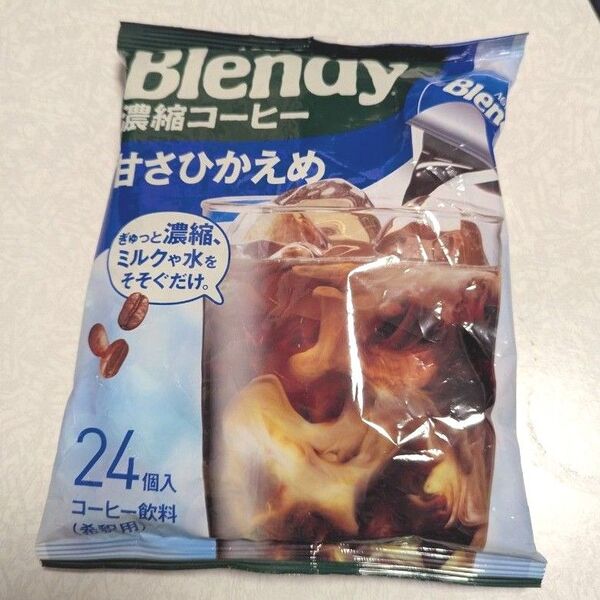 Blendy
濃縮コーヒー
甘さひかえめ
ぎゅっと濃縮、
ミルクや水を
そそぐだけ。
24個入
コーヒー飲料
(希釈用)